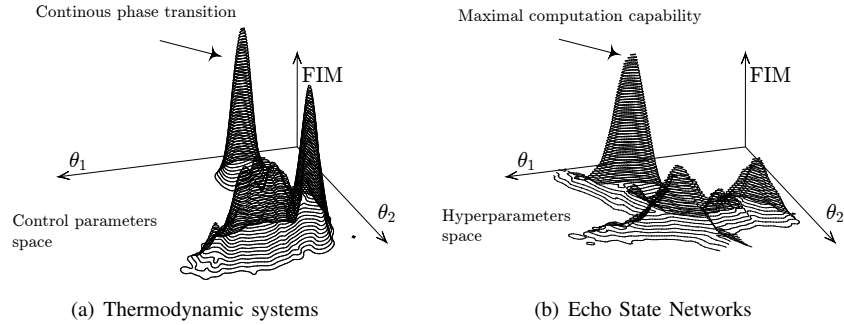 Continous phase transition
FIM
θ1
θ2
Control parameters
space
(a) Thermodynamic systems
Maximal computation capability
FIM
θ1
θ2
Hyperparameters
space
(b) Echo State Networks